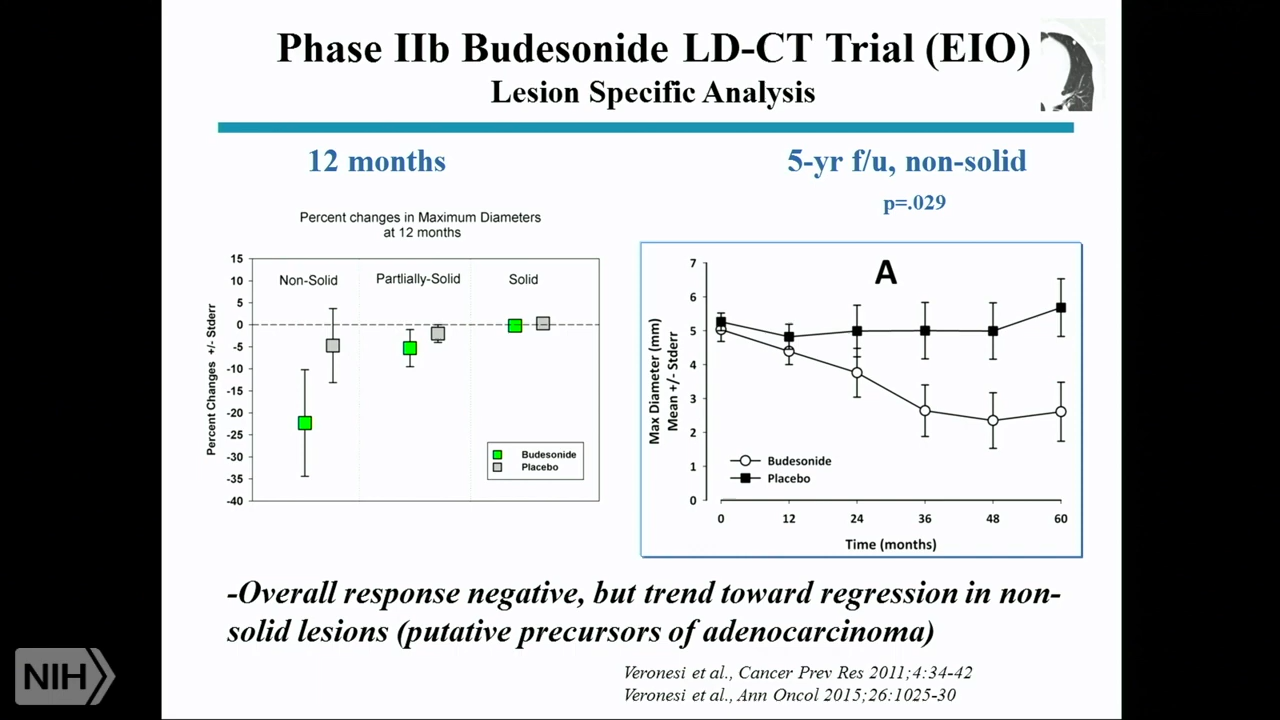 Phase IIb Budesonide LD-CT Trial (EIO)
Lesion Specific Analysis
12 months
5-yr f/u, non-solid
p=.029
Percent changes in Maximum Diameters
at 12 months
Percent Changes +/- Stderr
15
10
5
0
-5
-10
-15
-20
-25
-30
-35
-40
Non-Solid
Partlially-Solid
Solid
Budesonide
Placebo
A
Max Diameter (mm)
Mean +/- Stderr
7
6
5
4
3
2
1
0
Budesonide
Placebo
0 12 24 36 48 60
Time (months)
-Overall response negative, but trend toward regression in non-
solid lesions (putative precursors of adenocarcinoma)
Veronesi et al., Cancer Prev Res 2011;4:34-42
Veronesi et al., Ann Oncol 2015;26:1025-30
NIH